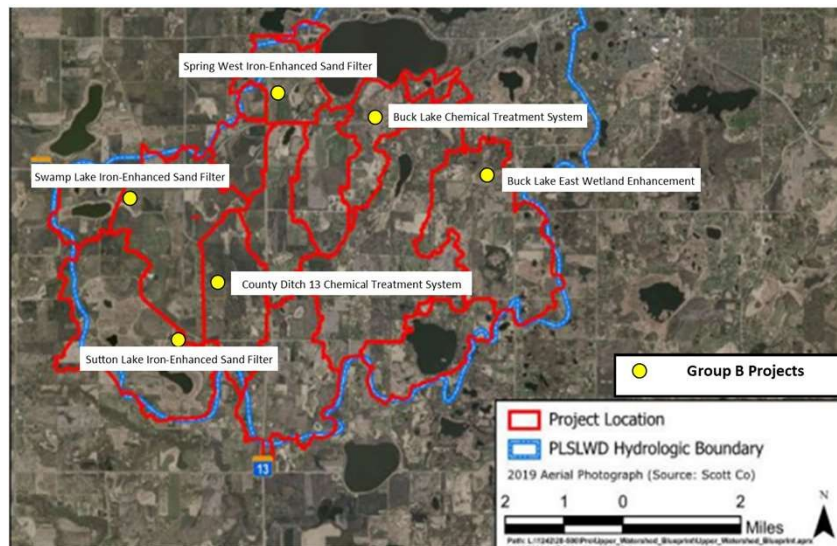 Spring West Iron-Enhanced Sand Filter
Buck Lake Chemical Treatment System
Swamp Lake Iron-Enhanced Sand Filter
Buck Lake East Wetland Enhancement
County Ditch 13 Chemical Treatment System
Sutton Lake Iron-Enhanced Sand Filter
Group B Projects
13
Project Location
PLSLWD Hydrologic Boundary
2019 Aerial Photograph (Source: Scott Co)
N
2 1 0 2
Miles